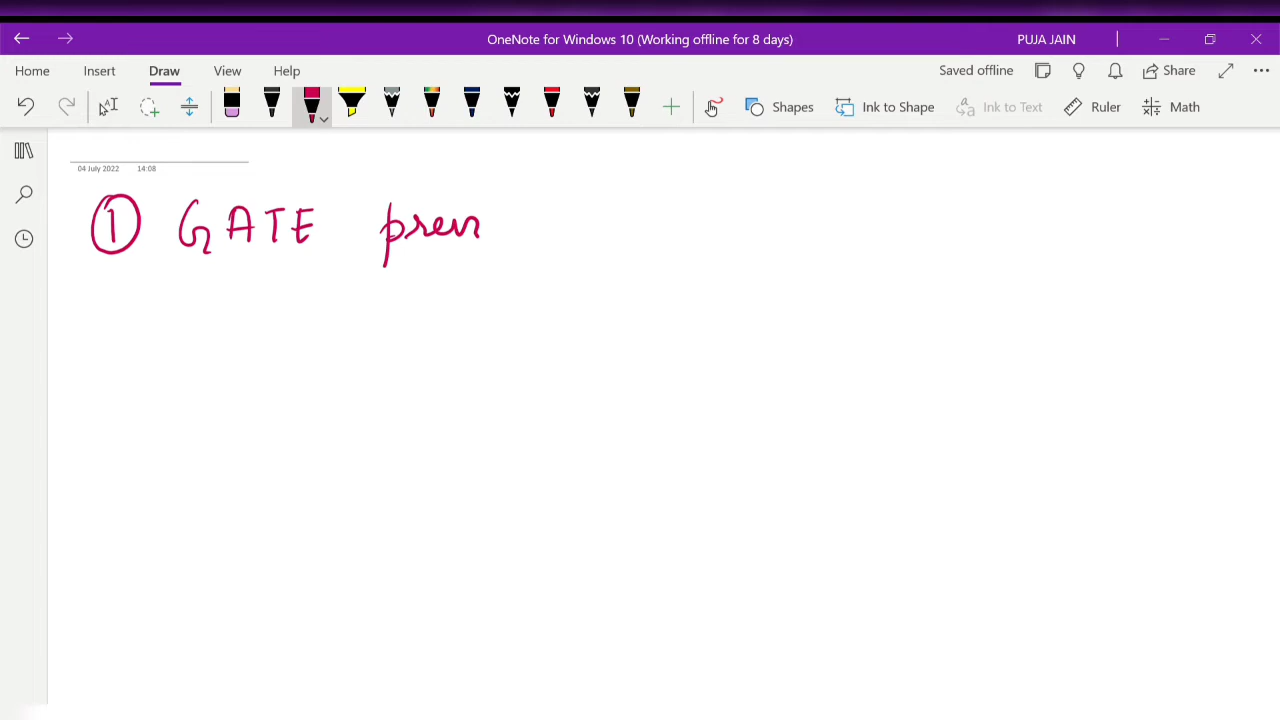 OneNote for Windows 10 (Working offline for 8 days) PUJA JAIN
Home Insert Draw View Help Saved offline Share
Shapes Ink to Shape Ink to Text Ruler Math
04 July 2022 14:08
① GATE prev